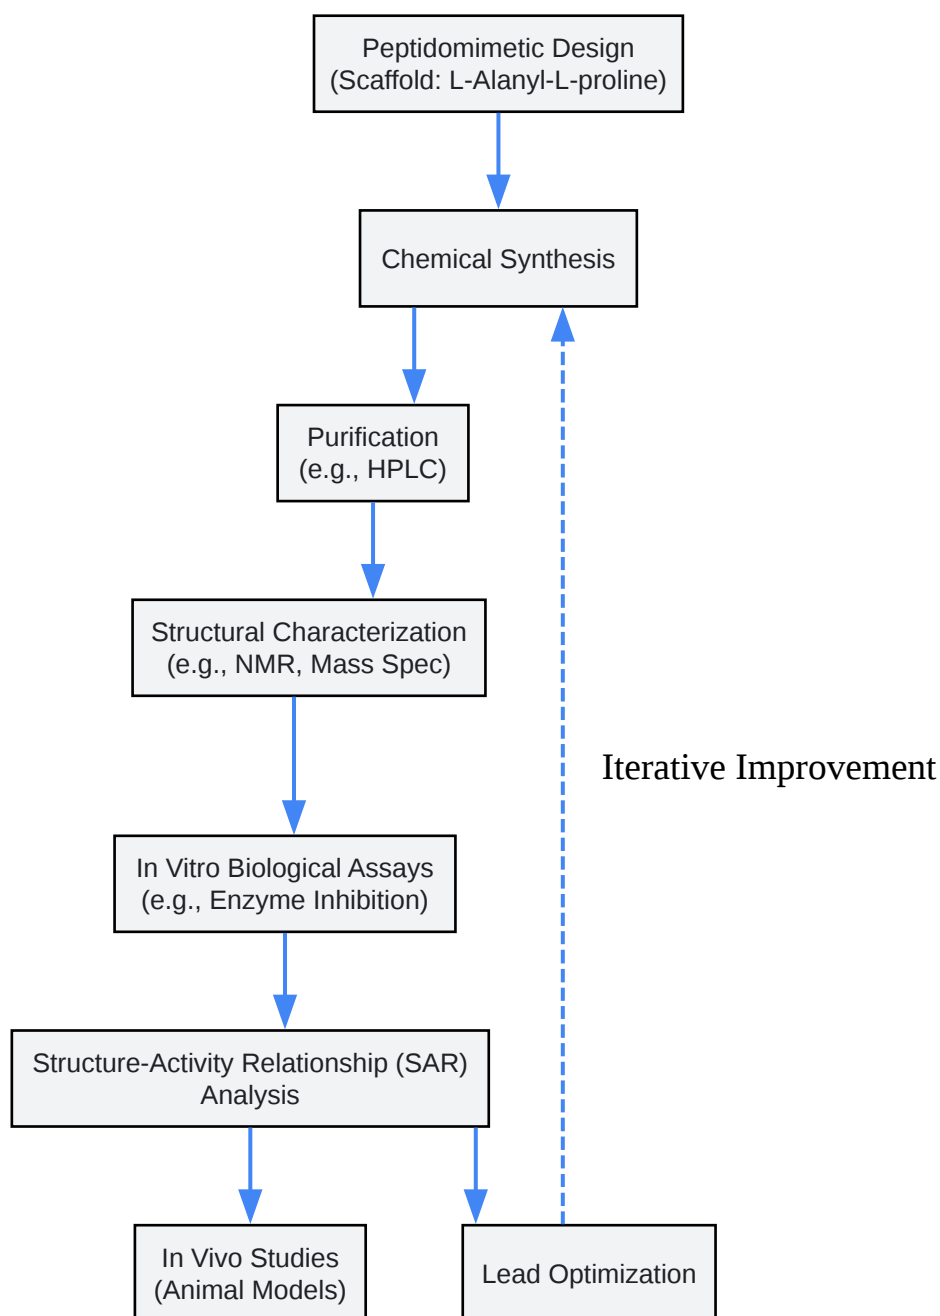 Peptidomimetic Design
(Scaffold: L-Alanyl-L-proline)
Chemical Synthesis
Purification
(e.g., HPLC)
Structural Characterization
(e.g., NMR, Mass Spec)
Iterative Improvement
In Vitro Biological Assays
(e.g., Enzyme Inhibition)
Structure-Activity Relationship (SAR)
Analysis
In Vivo Studies
(Animal Models)
Lead Optimization